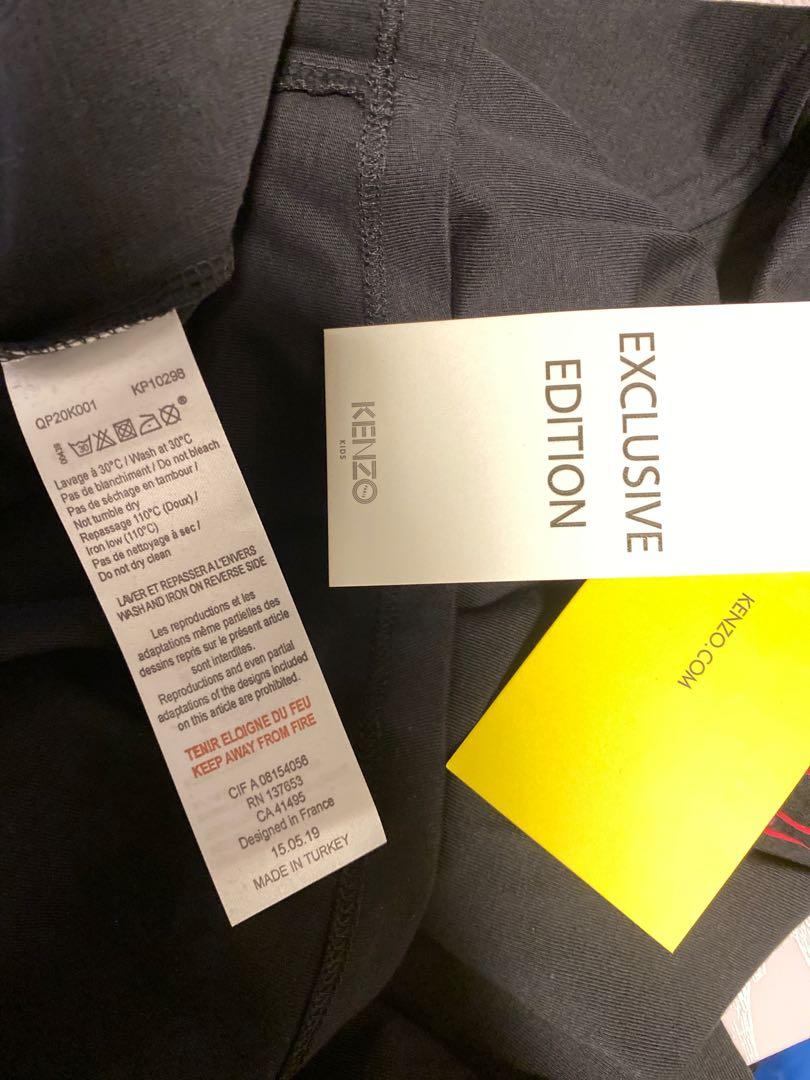 QP20K001 KP10298
30
Lavage à 30°C / Wash at 30°C
Pas de blanchiment / Do not bleach
Pas de séchage en tambour /
Not tumble dry
Repassage 110°C (Doux) /
Iron low (110°C)
Pas de nettoyage à sec /
Do not dry clean
LAVER ET REPASSER A L'ENVERS
WASH AND IRON ON REVERSE SIDE
Les reproductions et les
adaptations même partielles des
dessins repris sur le présent article
sont interdites.
Reproductions and even partial
adaptations of the designs included
on this article are prohibited.
TENIR ELOIGNE DU FEU
KEEP AWAY FROM FIRE
CIF A 08154056
RN 137653
CA 41495
Designed in France
15.05.19
MADE IN TURKEY
EXCLUSIVE
EDITION
KENZO
KIDS
KENZO.COM